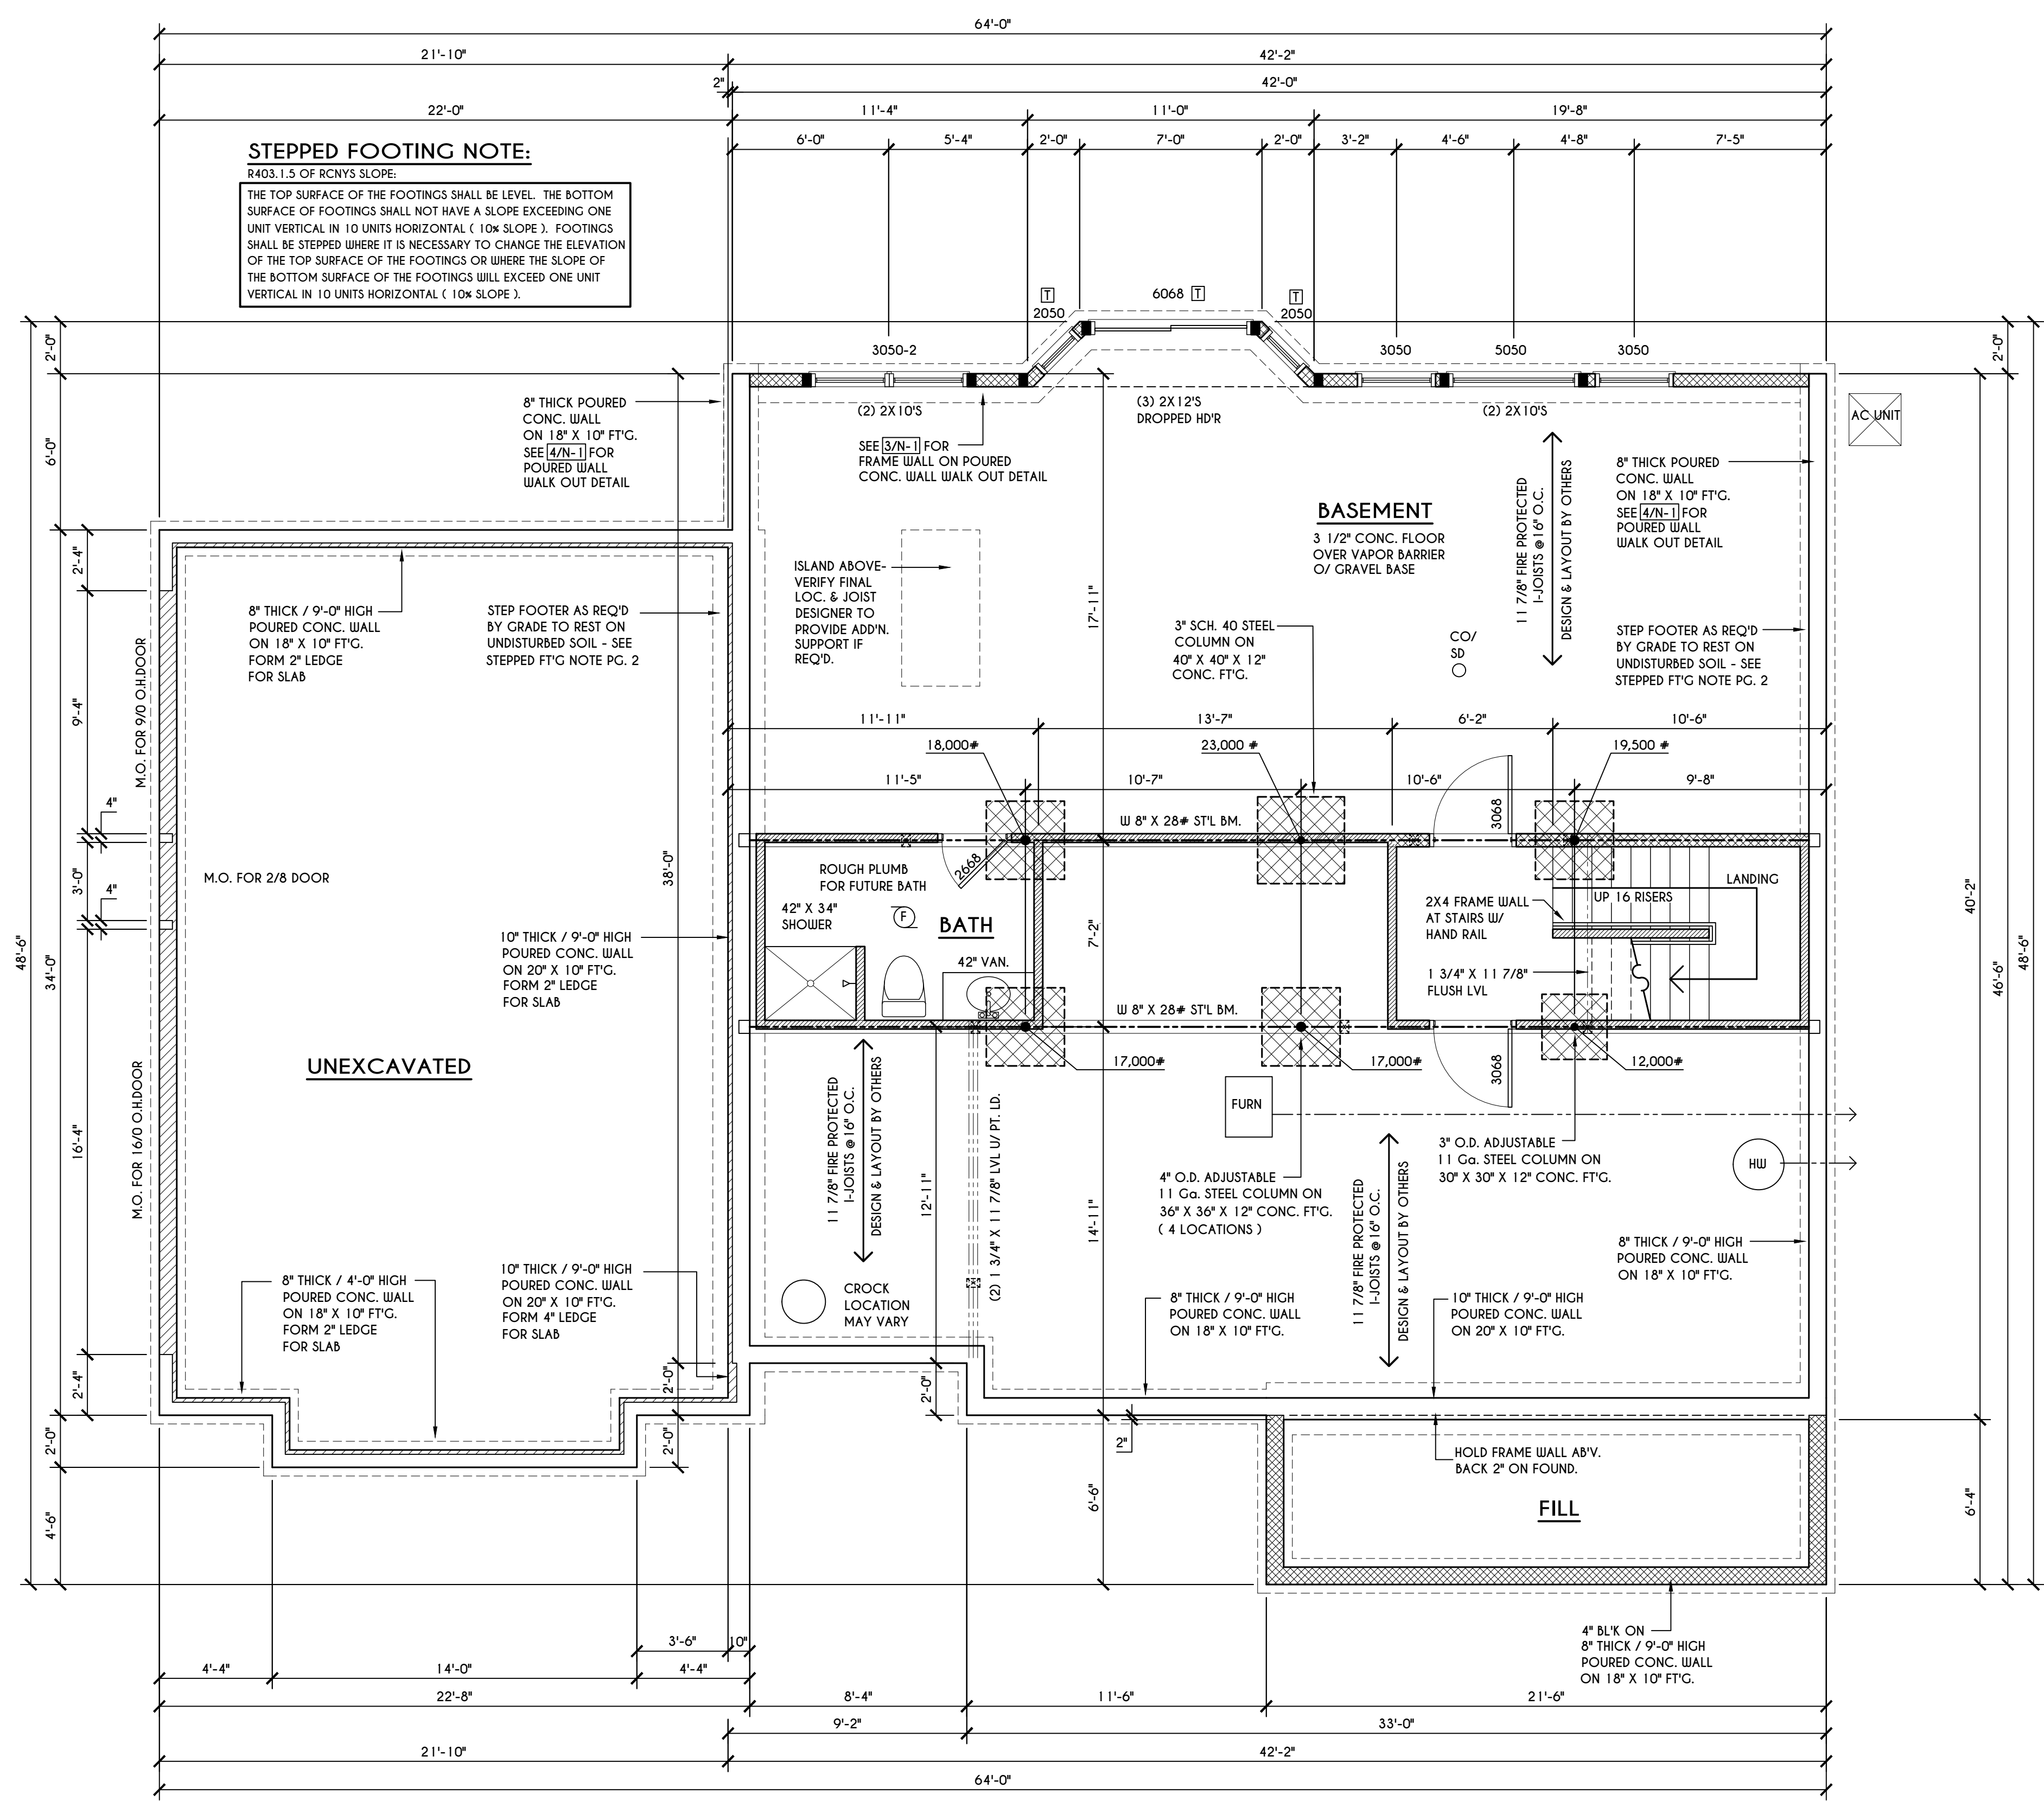 64'-0"
21'-10"
42'-2"
2"
42'-0"
22'-0"
11'-4"
11'-0"
19'-8"
6'-0"
5'-4"
2'-0"
7'-0"
2'-0"
3'-2"
4'-6"
4'-8"
7'-5"
STEPPED FOOTING NOTE:
R403.1.5 OF RCNYS SLOPE:
THE TOP SURFACE OF THE FOOTINGS SHALL BE LEVEL. THE BOTTOM
SURFACE OF FOOTINGS SHALL NOT HAVE A SLOPE EXCEEDING ONE
UNIT VERTICAL IN 10 UNITS HORIZONTAL ( 10% SLOPE ). FOOTINGS
SHALL BE STEPPED WHERE IT IS NECESSARY TO CHANGE THE ELEVATION
OF THE TOP SURFACE OF THE FOOTINGS OR WHERE THE SLOPE OF
THE BOTTOM SURFACE OF THE FOOTINGS WILL EXCEED ONE UNIT
VERTICAL IN 10 UNITS HORIZONTAL ( 10% SLOPE ).
T
2050
6068 T
T
2050
3050-2
3050
5050
3050
2'-0"
6'-0"
2'-4"
9'-4"
4"
3'-0"
4"
16'-4"
2'-4"
34'-0"
48'-6"
2'-0"
4'-6"
M.O. FOR 9/0 O.H.DOOR
M.O. FOR 2/8 DOOR
M.O. FOR 16/0 O.H.DOOR
8" THICK POURED
CONC. WALL
ON 18" X 10" FT'G.
SEE 4/N-1 FOR
POURED WALL
WALK OUT DETAIL
(2) 2X10'S
SEE 3/N-1 FOR
FRAME WALL ON POURED
CONC. WALL WALK OUT DETAIL
(3) 2X12'S
DROPPED HD'R
(2) 2X10'S
AC UNIT
BASEMENT
3 1/2" CONC. FLOOR
OVER VAPOR BARRIER
O/ GRAVEL BASE
11 7/8" FIRE PROTECTED
I-JOISTS @16" O.C.
DESIGN & LAYOUT BY OTHERS
8" THICK POURED
CONC. WALL
ON 18" X 10" FT'G.
SEE 4/N-1 FOR
POURED WALL
WALK OUT DETAIL
8" THICK / 9'-0" HIGH
POURED CONC. WALL
ON 18" X 10" FT'G.
FORM 2" LEDGE
FOR SLAB
STEP FOOTER AS REQ'D
BY GRADE TO REST ON
UNDISTURBED SOIL - SEE
STEPPED FT'G NOTE PG. 2
ISLAND ABOVE-
VERIFY FINAL
LOC. & JOIST
DESIGNER TO
PROVIDE ADD'N.
SUPPORT IF
REQ'D.
17'-11"
3" SCH. 40 STEEL
COLUMN ON
40" X 40" X 12"
CONC. FT'G.
CO/
SD
STEP FOOTER AS REQ'D
BY GRADE TO REST ON
UNDISTURBED SOIL - SEE
STEPPED FT'G NOTE PG. 2
11'-11"
13'-7"
6'-2"
10'-6"
18,000#
23,000 #
19,500 #
11'-5"
10'-7"
10'-6"
9'-8"
3068
W 8" X 28# ST'L BM.
38'-0"
2668
ROUGH PLUMB
FOR FUTURE BATH
42" X 34"
SHOWER
F
BATH
42" VAN.
7'-2"
2X4 FRAME WALL
AT STAIRS W/
HAND RAIL
UP 16 RISERS
LANDING
1 3/4" X 11 7/8"
FLUSH LVL
W 8" X 28# ST'L BM.
10" THICK / 9'-0" HIGH
POURED CONC. WALL
ON 20" X 10" FT'G.
FORM 2" LEDGE
FOR SLAB
UNEXCAVATED
17,000#
17,000#
12,000#
3068
FURN
HW
11 7/8" FIRE PROTECTED
I-JOISTS @16" O.C.
DESIGN & LAYOUT BY OTHERS
12'-11"
(2) 1 3/4" X 11 7/8" LVL U/ PT. LD.
14'-11"
4" O.D. ADJUSTABLE
11 Ga. STEEL COLUMN ON
36" X 36" X 12" CONC. FT'G.
( 4 LOCATIONS )
11 7/8" FIRE PROTECTED
I-JOISTS @16" O.C.
DESIGN & LAYOUT BY OTHERS
3" O.D. ADJUSTABLE
11 Ga. STEEL COLUMN ON
30" X 30" X 12" CONC. FT'G.
8" THICK / 9'-0" HIGH
POURED CONC. WALL
ON 18" X 10" FT'G.
8" THICK / 4'-0" HIGH
POURED CONC. WALL
ON 18" X 10" FT'G.
FORM 2" LEDGE
FOR SLAB
10" THICK / 9'-0" HIGH
POURED CONC. WALL
ON 20" X 10" FT'G.
FORM 4" LEDGE
FOR SLAB
CROCK
LOCATION
MAY VARY
8" THICK / 9'-0" HIGH
POURED CONC. WALL
ON 18" X 10" FT'G.
10" THICK / 9'-0" HIGH
POURED CONC. WALL
ON 20" X 10" FT'G.
2'-0"
2'-0"
2'-0"
2"
6'-6"
HOLD FRAME WALL AB'V.
BACK 2" ON FOUND.
FILL
2'-0"
40'-2"
46'-6"
48'-6"
6'-4"
4" BL'K ON
8" THICK / 9'-0" HIGH
POURED CONC. WALL
ON 18" X 10" FT'G.
3'-6"
10"
4'-4"
14'-0"
4'-4"
22'-8"
8'-4"
11'-6"
21'-6"
9'-2"
33'-0"
21'-10"
42'-2"
64'-0"